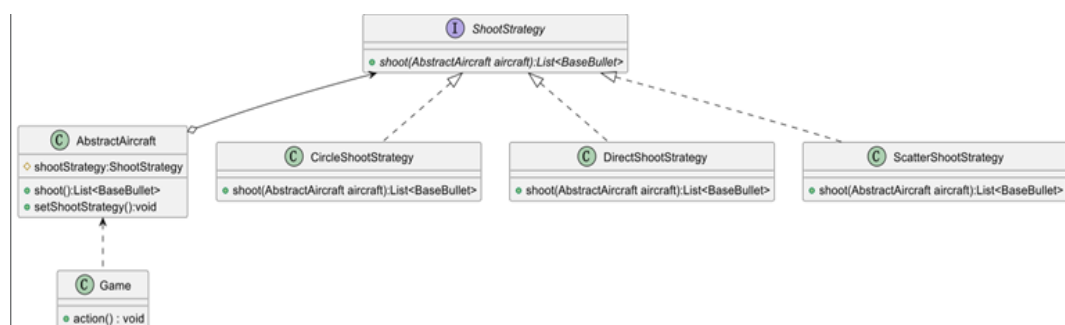 I ShootStrategy
shoot(AbstractAircraft aircraft):List<BaseBullet>
C AbstractAircraft
shootStrategy:ShootStrategy
shoot():List<BaseBullet>
setShootStrategy():void
C CircleShootStrategy
shoot(AbstractAircraft aircraft):List<BaseBullet>
C DirectShootStrategy
shoot(AbstractAircraft aircraft):List<BaseBullet>
C ScatterShootStrategy
shoot(AbstractAircraft aircraft):List<BaseBullet>
C Game
action() : void